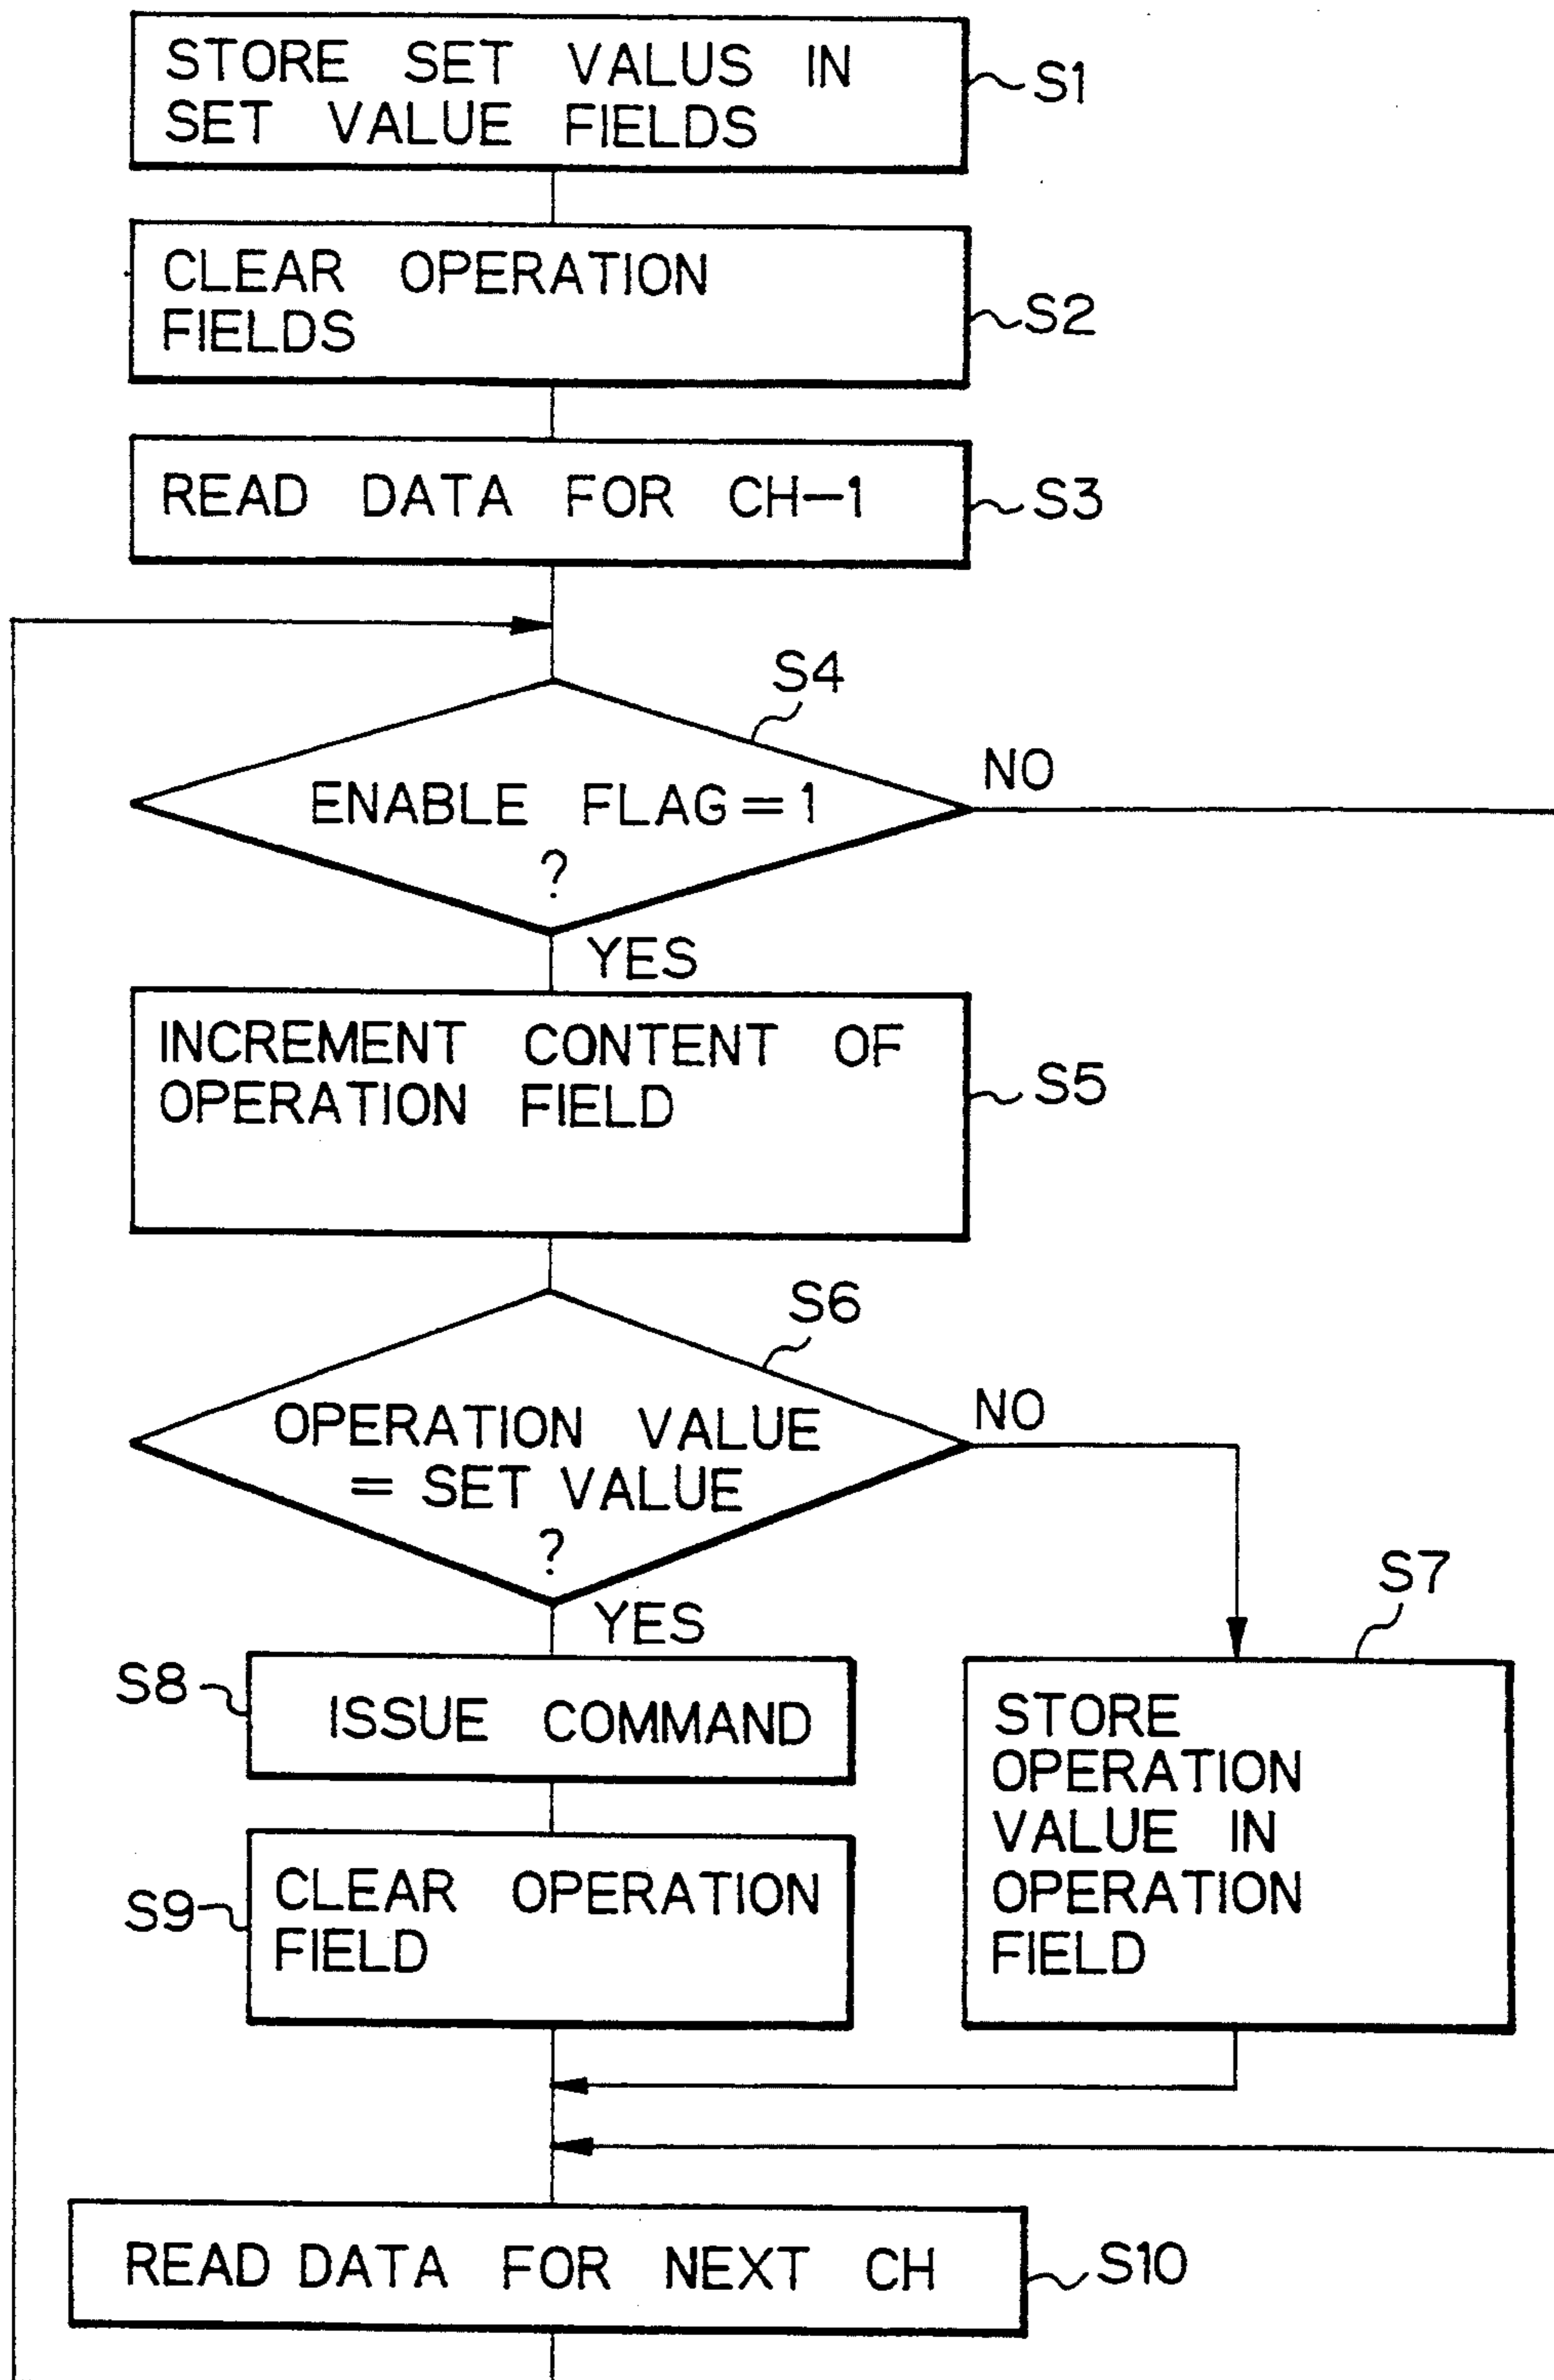 STORE SET VALUS IN
SET VALUE FIELDS
S1
CLEAR OPERATION
FIELDS
S2
READ DATA FOR CH-1
S3
S4
ENABLE FLAG=1
?
NO
YES
INCREMENT CONTENT OF
OPERATION FIELD
S5
S6
OPERATION VALUE
= SET VALUE
?
NO
YES
S7
S8
ISSUE COMMAND
STORE
OPERATION
VALUE IN
OPERATION
FIELD
S9
CLEAR OPERATION
FIELD
READ DATA FOR NEXT CH
S10